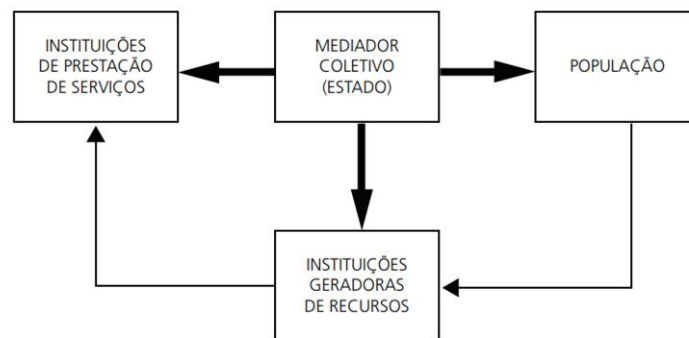 INSTITUIÇÕES
DE PRESTAÇÃO
DE SERVIÇOS
MEDIADOR
COLETIVO
(ESTADO)
POPULAÇÃO
INSTITUIÇÕES
GERADORAS
DE RECURSOS